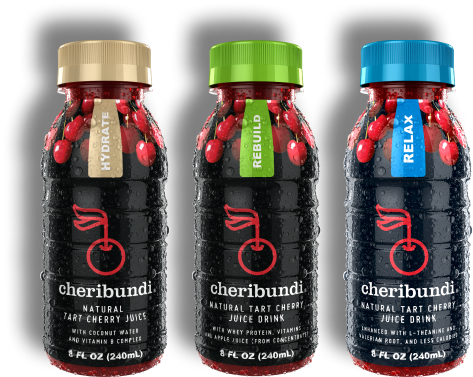 HYDRATE
cheribundi
NATURAL
TART CHERRY JUICE
WITH COCONUT WATER
AND VITAMIN B COMPLEX
8 FL OZ (240mL)
REBUILD
cheribundi
NATURAL TART CHERRY
JUICE DRINK
WITH WHEY PROTEIN, VITAMINS
AND APPLE JUICE (FROM CONCENTRATE)
8 FL OZ (240mL)
RELAX
cheribundi
NATURAL TART CHERRY
JUICE DRINK
ENHANCED WITH L-THEANINE AND
VALERIAN ROOT, AND LESS CALORIES
8 FL OZ (240mL)